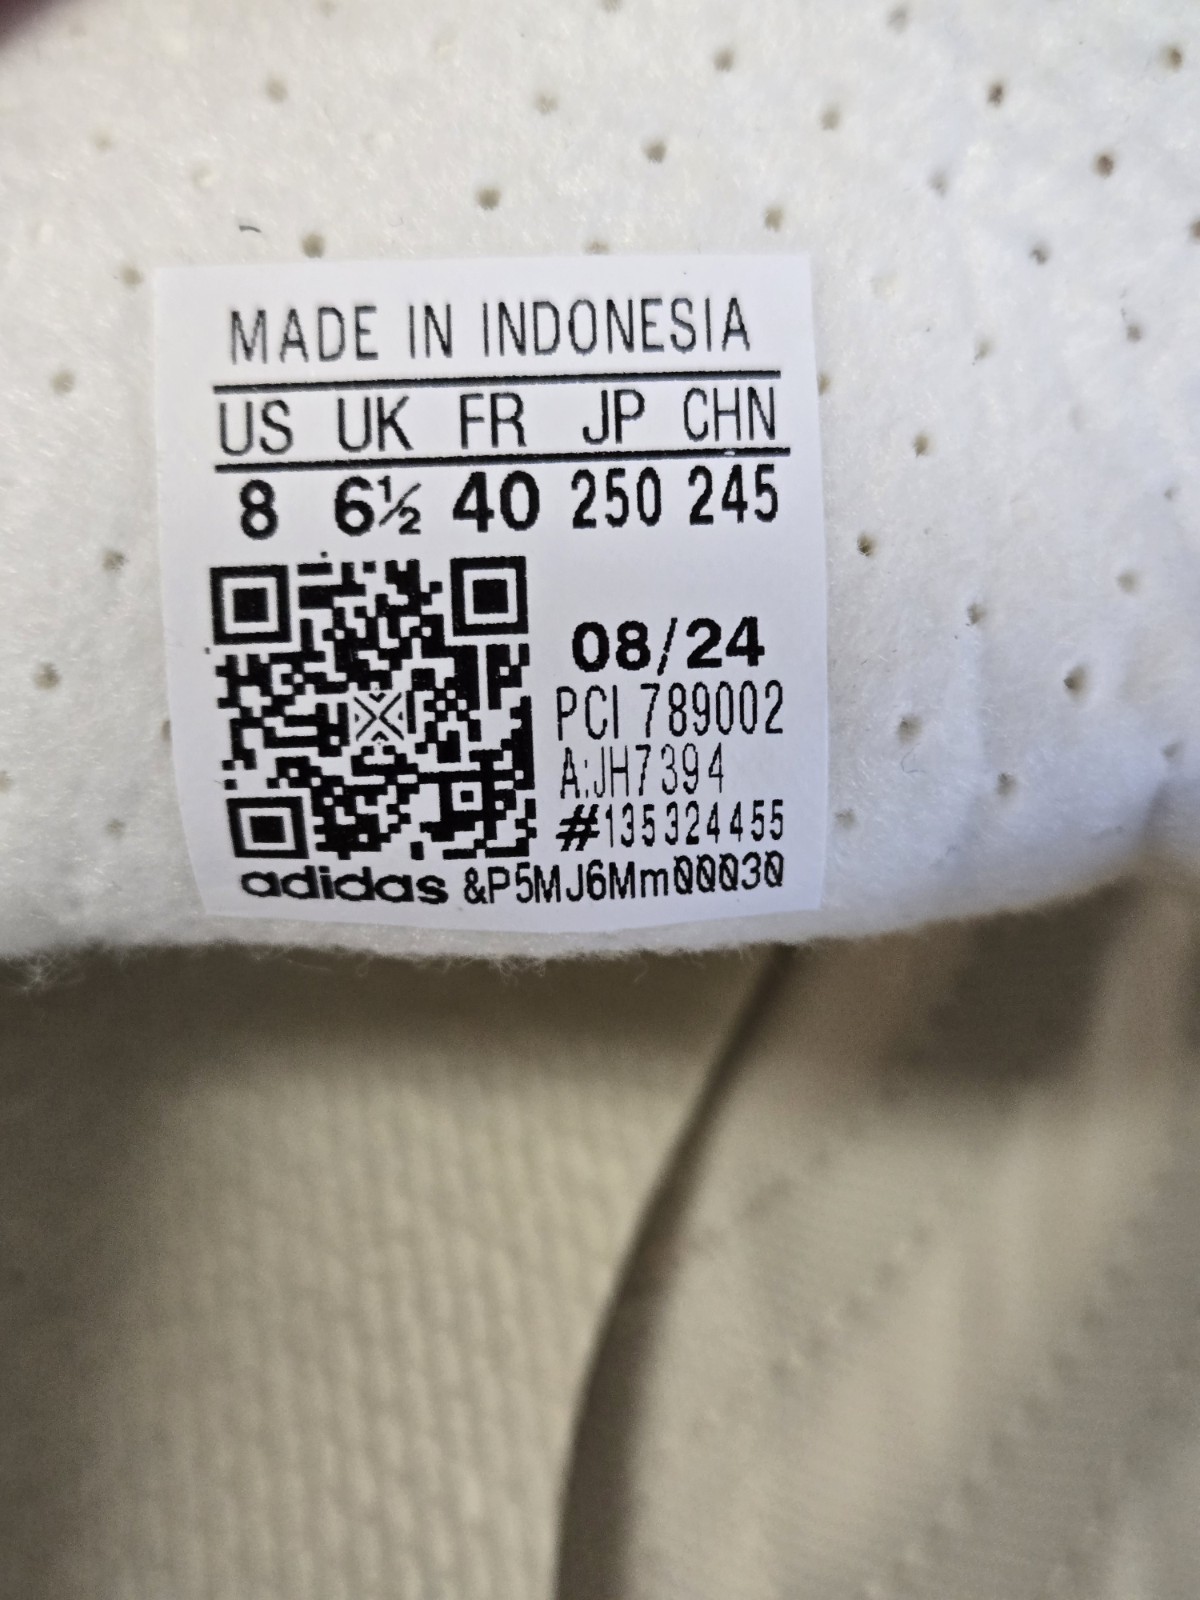 MADE IN INDONESIA
US UK FR JP CHN
8 6½ 40 250 245
08/24
PCI 789002
A:JH7394
#135324455
adidas &P5MJ6Mm00030